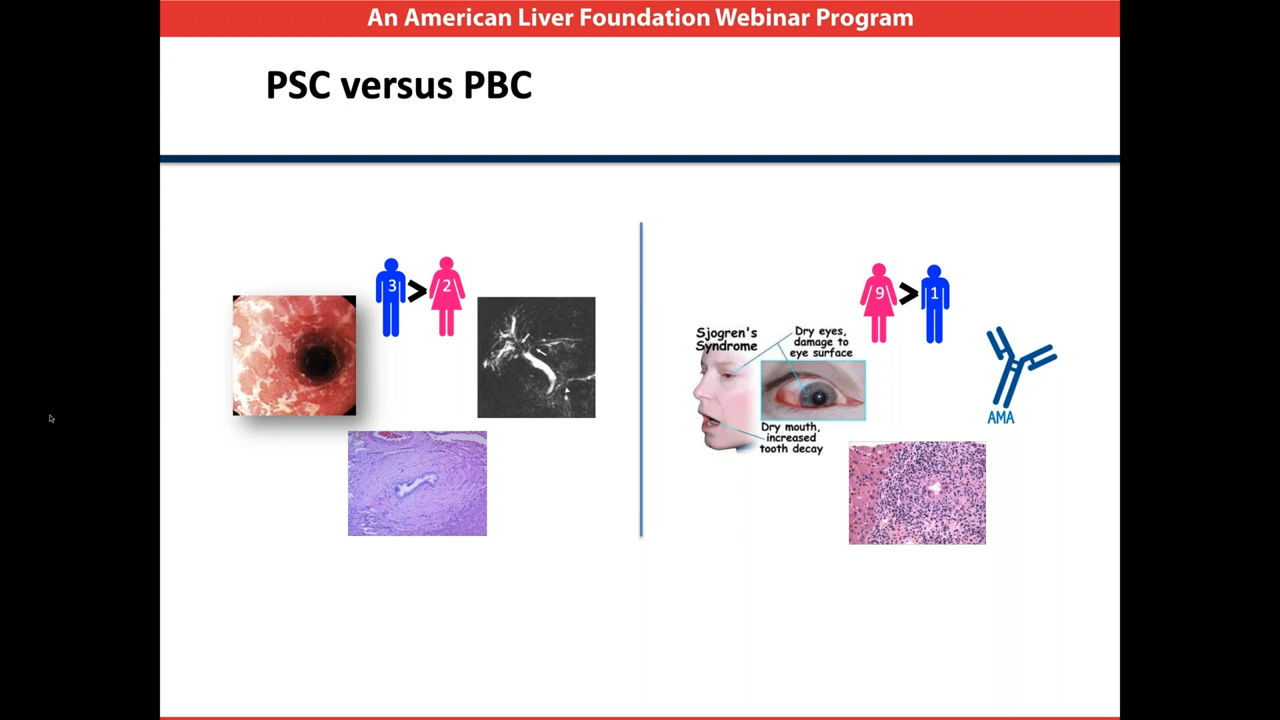 An American Liver Foundation Webinar Program
PSC versus PBC
3 > 2
9 > 1
Sjogren's
Syndrome
Dry eyes,
damage to
eye surface
Dry mouth,
increased
tooth decay
AMA